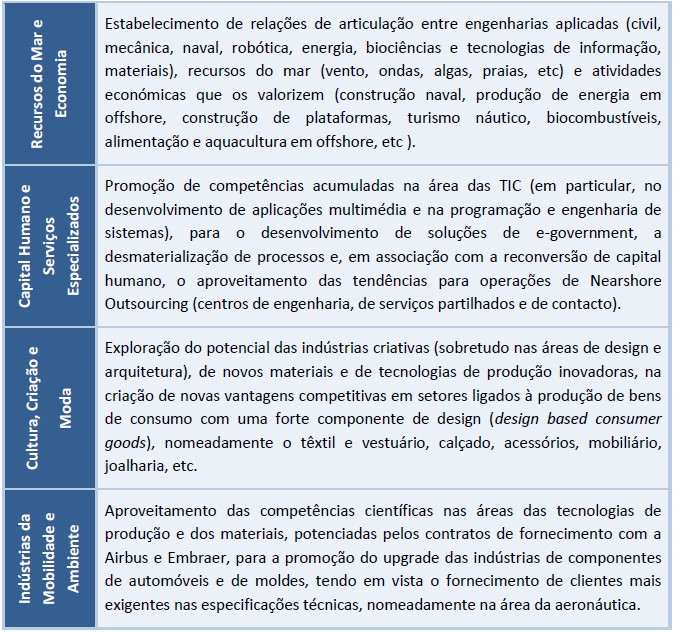 Recursos do Mar e
Economia
Estabelecimento de relações de articulação entre engenharias aplicadas (civil,
mecânica, naval, robótica, energia, biociências e tecnologias de informação,
materiais), recursos do mar (vento, ondas, algas, praias, etc) e atividades
económicas que os valorizem (construção naval, produção de energia em
offshore, construção de plataformas, turismo náutico, biocombustíveis,
alimentação e aquacultura em offshore, etc ).
Capital Humano e
Serviços
Especializados
Promoção de competências acumuladas na área das TIC (em particular, no
desenvolvimento de aplicações multimédia e na programação e engenharia de
sistemas), para o desenvolvimento de soluções de e-government, a
desmaterialização de processos e, em associação com a reconversão de capital
humano, o aproveitamento das tendências para operações de Nearshore
Outsourcing (centros de engenharia, de serviços partilhados e de contacto).
Cultura, Criação e
Moda
Exploração do potencial das indústrias criativas (sobretudo nas áreas de design e
arquitetura), de novos materiais e de tecnologias de produção inovadoras, na
criação de novas vantagens competitivas em setores ligados à produção de bens
de consumo com uma forte componente de design (design based consumer
goods), nomeadamente o têxtil e vestuário, calçado, acessórios, mobiliário,
joalharia, etc.
Indústrias da
Mobilidade e
Ambiente
Aproveitamento das competências científicas nas áreas das tecnologias de
produção e dos materiais, potenciadas pelos contratos de fornecimento com a
Airbus e Embraer, para a promoção do upgrade das indústrias de componentes
de automóveis e de moldes, tendo em vista o fornecimento de clientes mais
exigentes nas especificações técnicas, nomeadamente na área da aeronáutica.